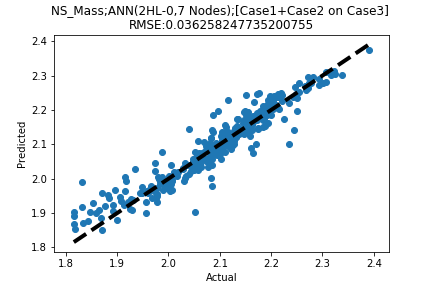 NS_Mass;ANN(2HL-0,7 Nodes);[Case1+Case2 on Case3]
RMSE:0.036258247735200755
2.4
2.3
2.2
2.1
2.0
1.9
1.8
Predicted
1.8 1.9 2.0 2.1 2.2 2.3 2.4
Actual